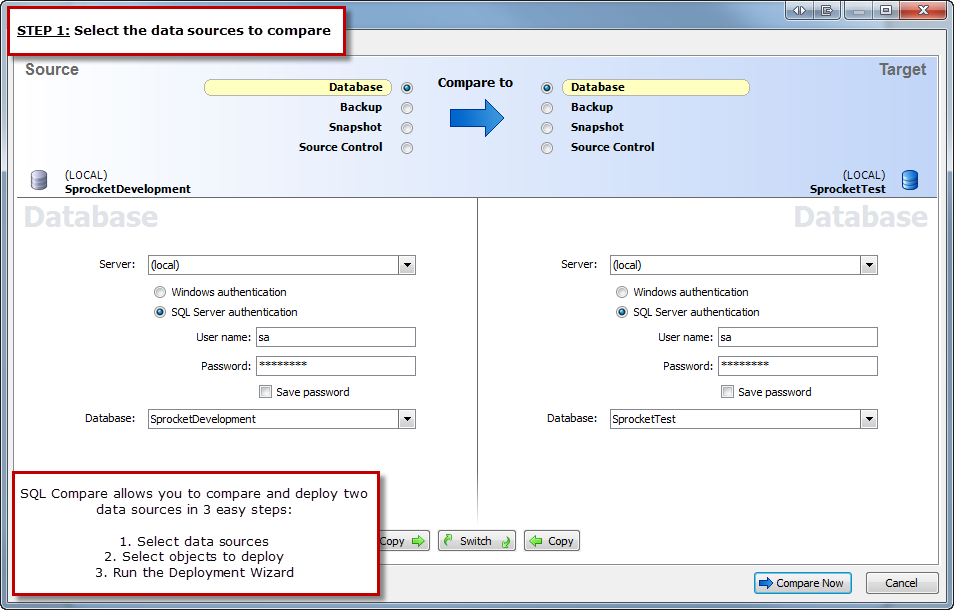 STEP 1: Select the data sources to compare
Source
Target
Compare to
Database
Database
Backup
Backup
Snapshot
Snapshot
Source Control
Source Control
(LOCAL)
SprocketDevelopment
(LOCAL)
SprocketTest
Database
Server: (local)
Windows authentication
SQL Server authentication
User name: sa
Password: ********
Save password
Database: SprocketDevelopment
Database
Server: (local)
Windows authentication
SQL Server authentication
User name: sa
Password: ********
Save password
Database: SprocketTest
SQL Compare allows you to compare and deploy two
data sources in 3 easy steps:
1. Select data sources
2. Select objects to deploy
3. Run the Deployment Wizard
Copy
Switch
Copy
Compare Now
Cancel